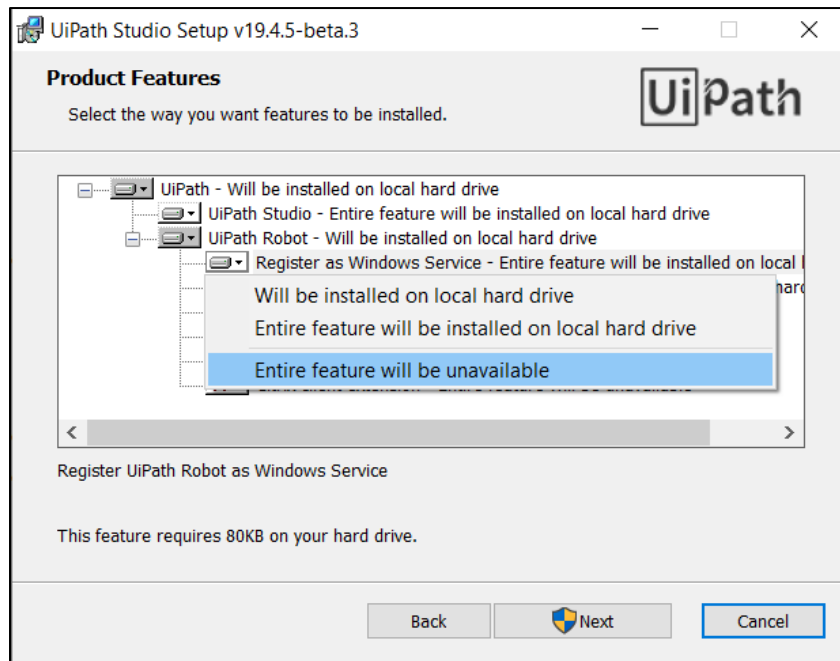 UiPath Studio Setup v19.4.5-beta.3
Product Features
Select the way you want features to be installed.
UiPath
UiPath - Will be installed on local hard drive
UiPath Studio - Entire feature will be installed on local hard drive
UiPath Robot - Will be installed on local hard drive
Register as Windows Service - Entire feature will be installed on local
Will be installed on local hard drive
Entire feature will be installed on local hard drive
Entire feature will be unavailable
Register UiPath Robot as Windows Service
This feature requires 80KB on your hard drive.
Back
Next
Cancel